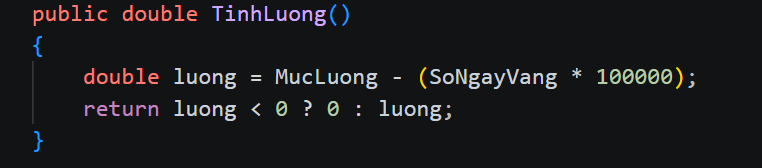 public double TinhLuong()
{
    double luong = MucLuong - (SoNgayVang * 100000);
    return luong < 0 ? 0 : luong;
}